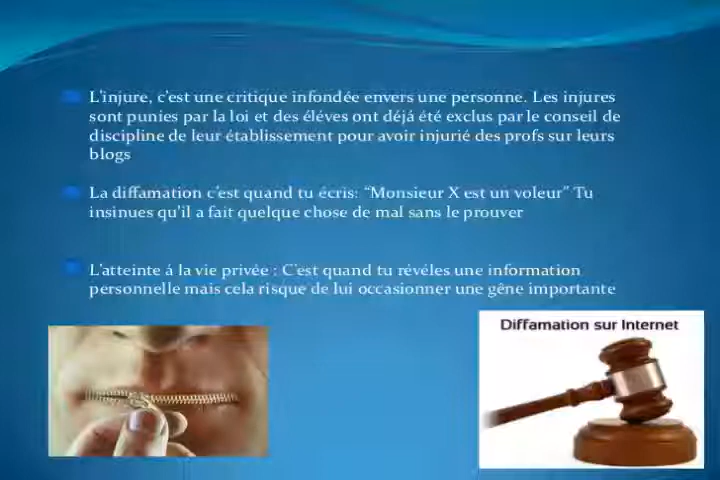 L'injure, c'est une critique infondée envers une personne. Les injures
sont punies par la loi et des éléves ont déjá été exclus par le conseil de
discipline de leur établissement pour avoir injurié des profs sur leurs
blogs
La diffamation c'est quand tu écris: "Monsieur X est un voleur" Tu
insinues qu'il a fait quelque chose de mal sans le prouver
L'atteinte á la vie privée : C'est quand tu révéles une information
personnelle mais cela risque de lui occasionner une gêne importante
Diffamation sur Internet